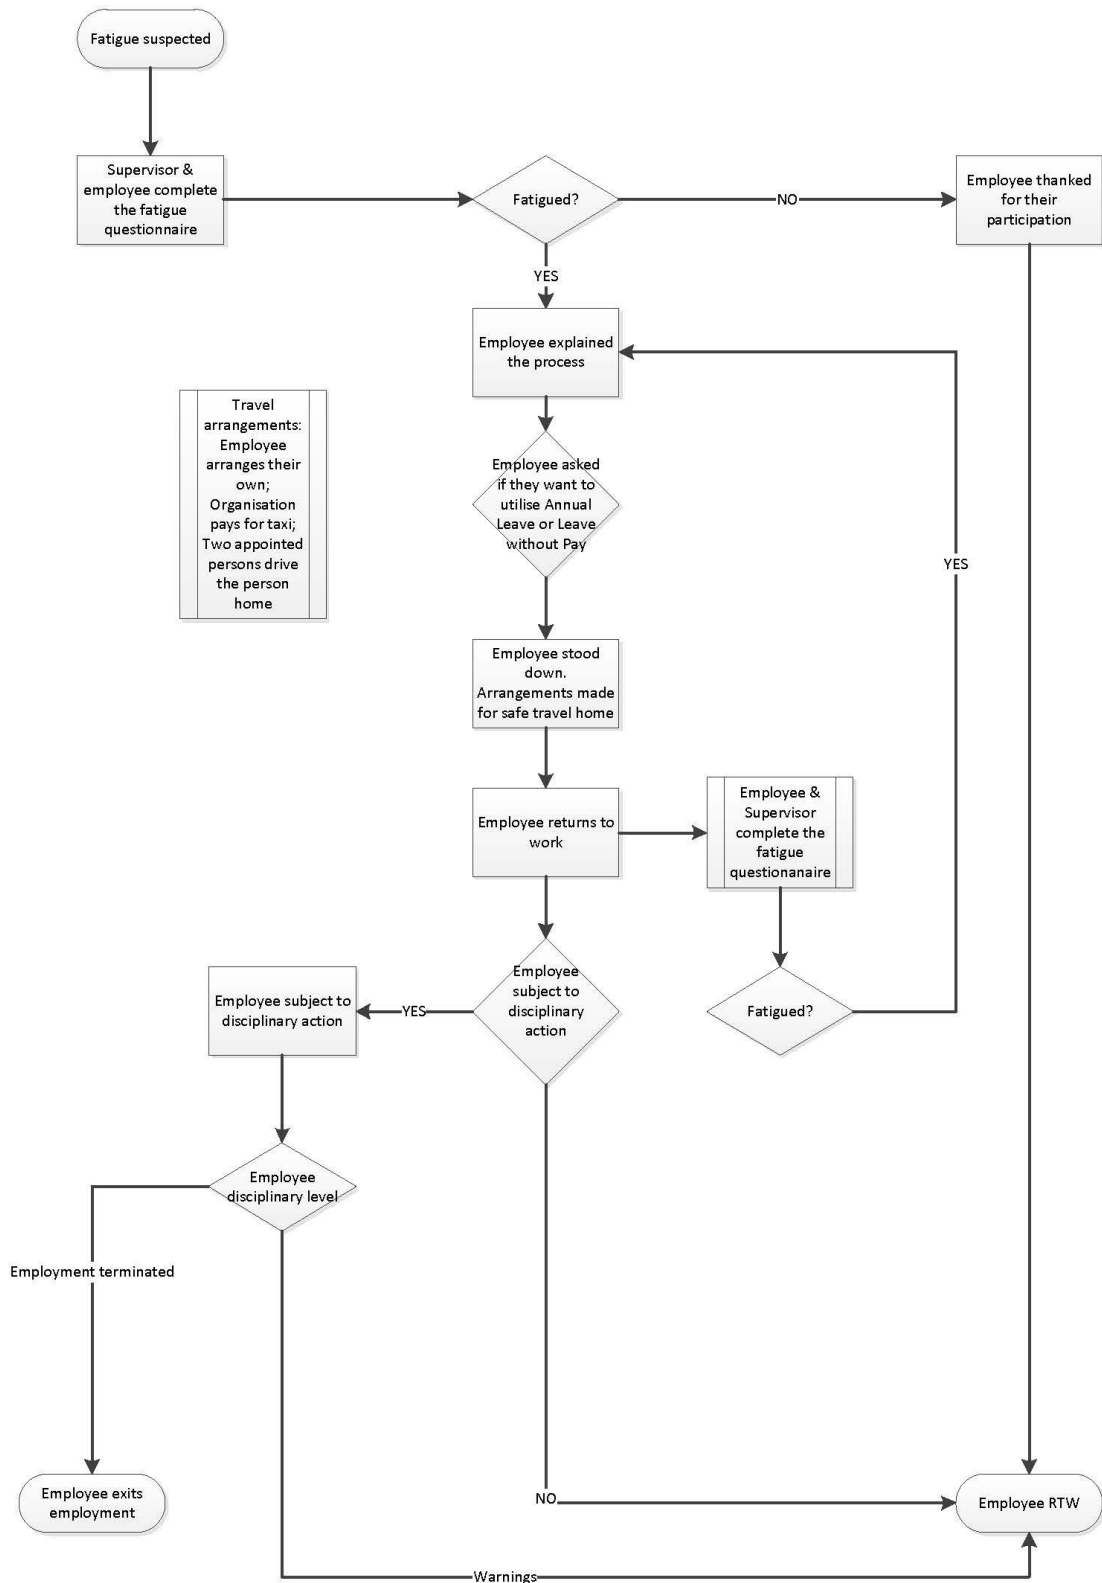 Fatigue suspected
Supervisor &
employee complete
the fatigue
questionnaire
Fatigued?
NO
Employee thanked
for their
participation
YES
Employee explained
the process
Travel
arrangements:
Employee
arranges their
own;
Organisation
pays for taxi;
Two appointed
persons drive
the person
home
Employee asked
if they want to
utilise Annual
Leave or Leave
without Pay
YES
Employee stood
down.
Arrangements made
for safe travel home
Employee returns to
work
Employee &
Supervisor
complete the
fatigue
questionanaire
Employee subject to
disciplinary action
YES
Employee
subject to
disciplinary
action
Fatigued?
Employee
disciplinary level
Employment terminated
Employee exits
employment
NO
Employee RTW
Warnings